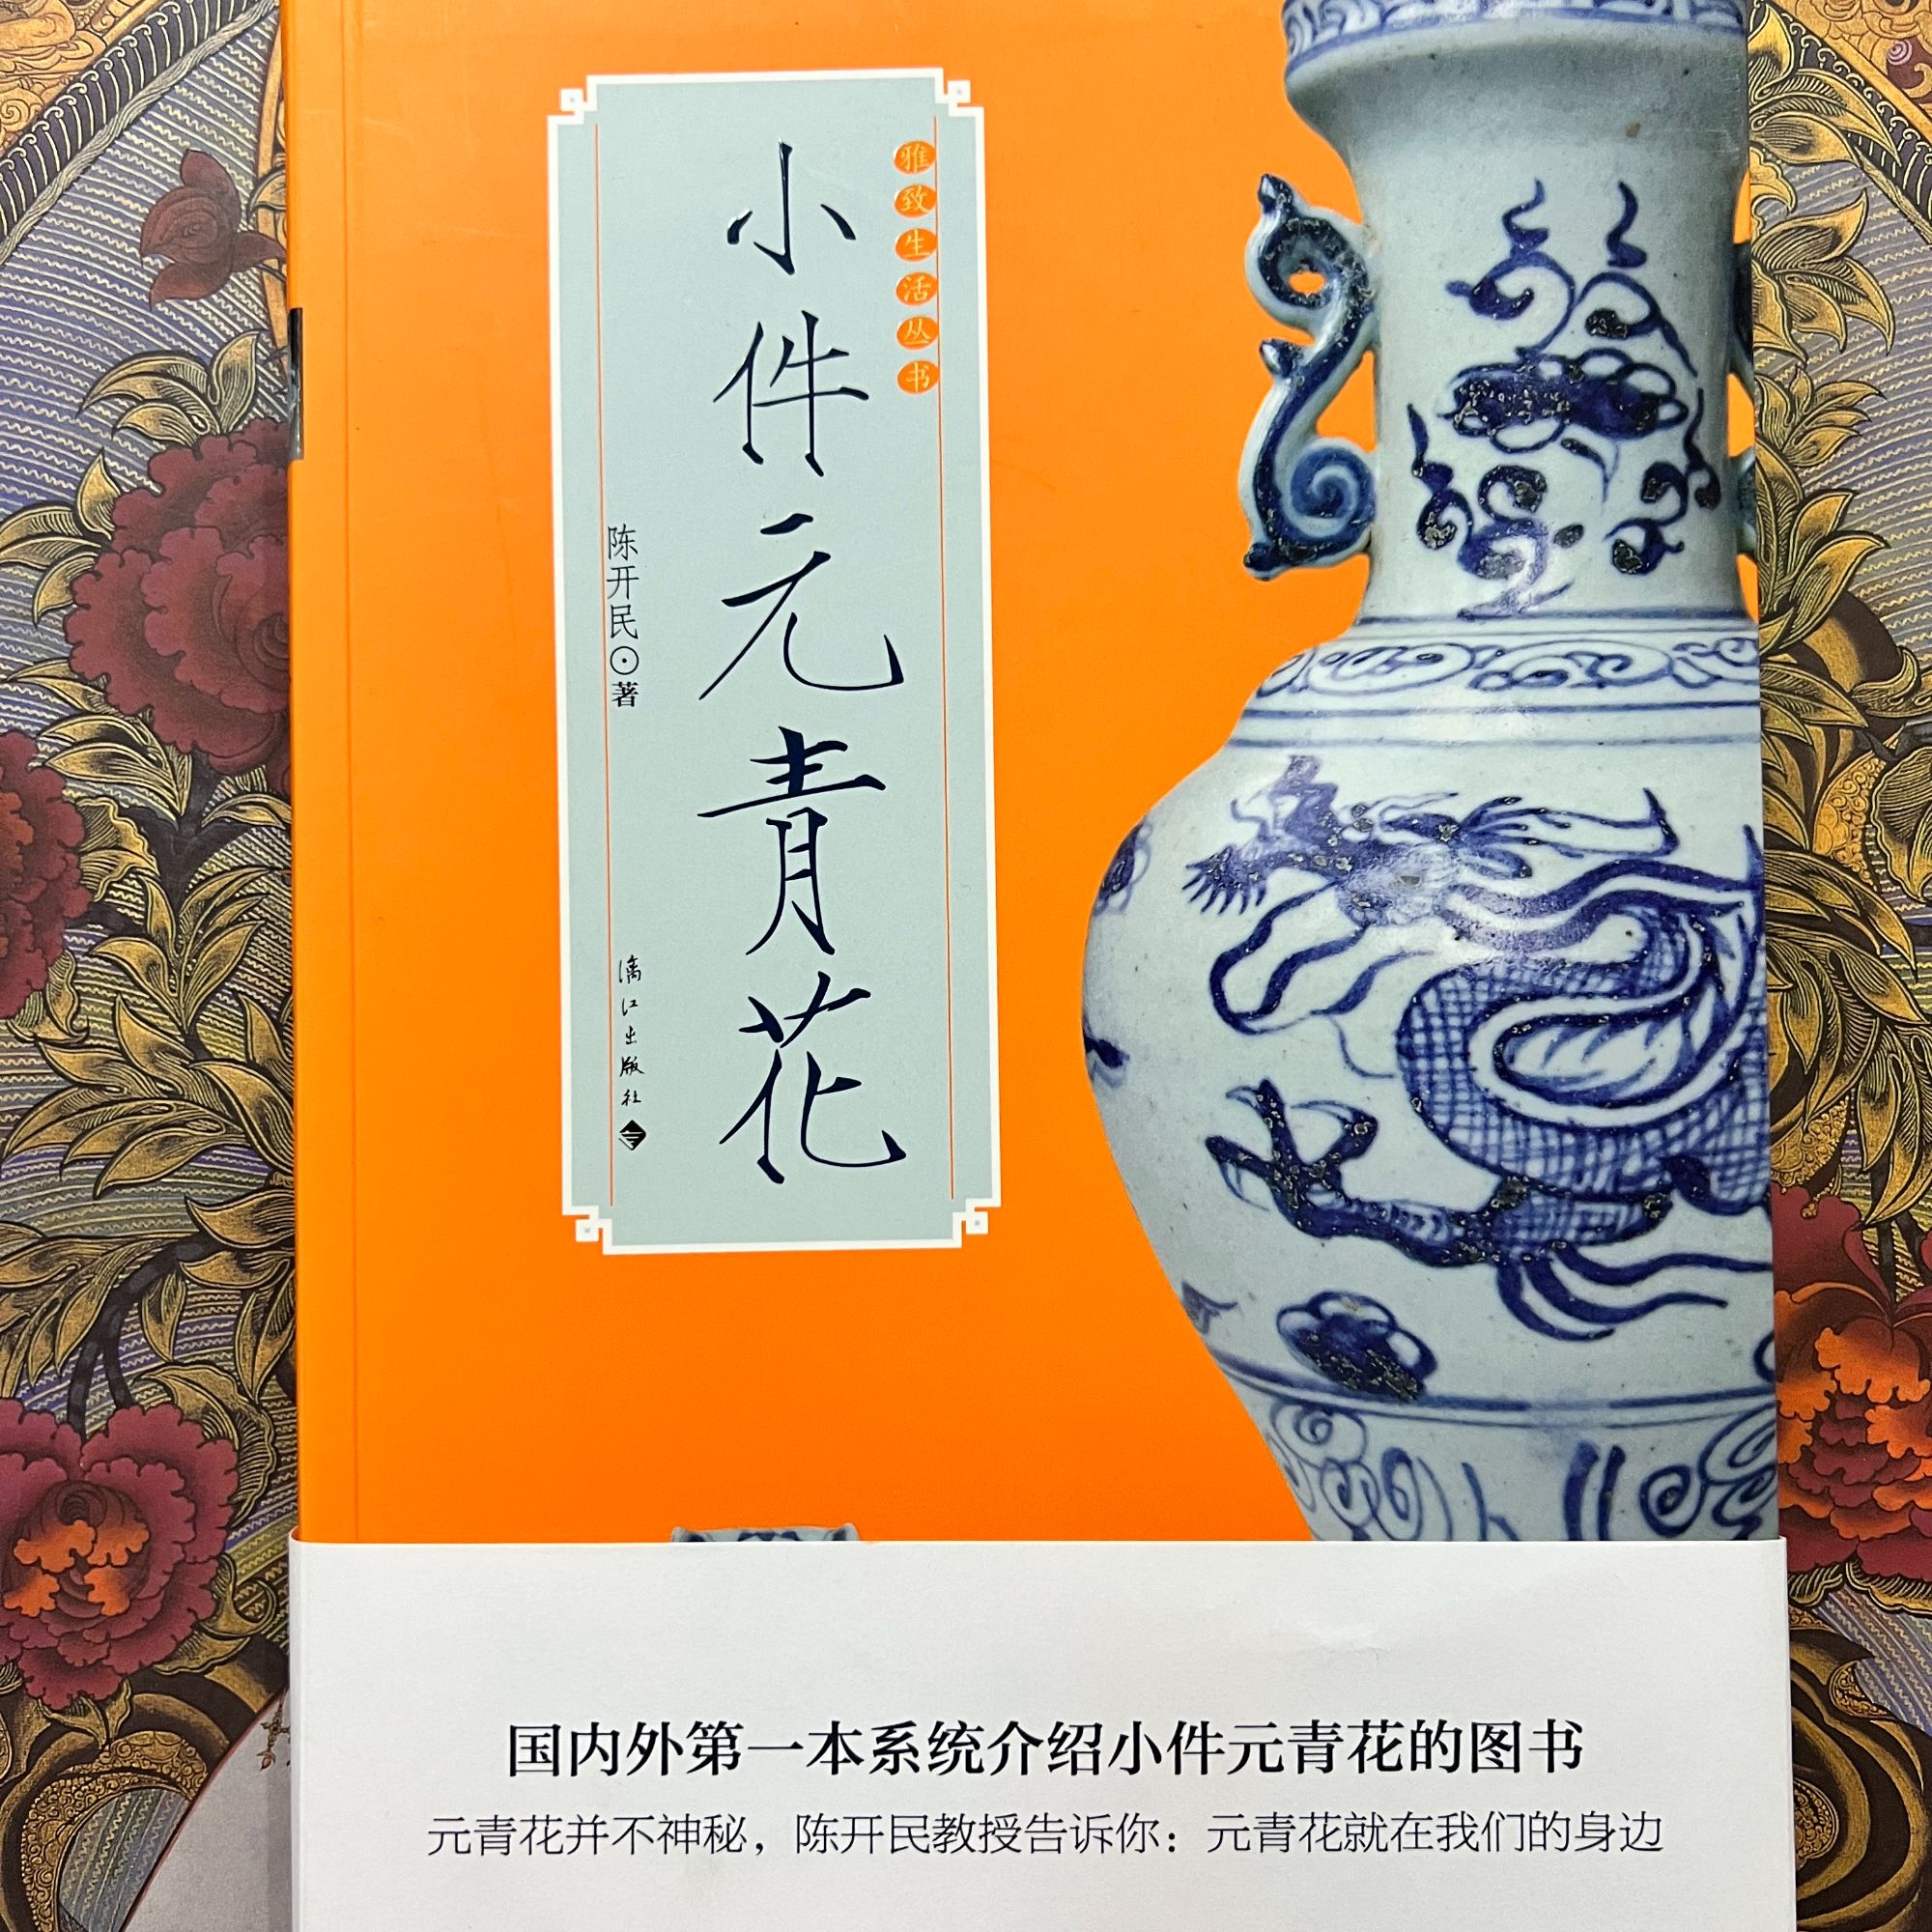 雅致生活丛书
小件元青花
陈开民⊙著
漓江出版社
国内外第一本系统介绍小件元青花的图书
元青花并不神秘，陈开民教授告诉你：元青花就在我们的身边